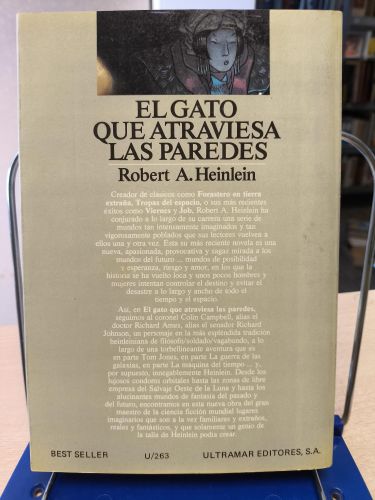 EL GATO
QUE ATRAVIESA
LAS PAREDES
Robert A. Heinlein
Creador de clásicos como Forastero en tierra
extraña, Tropas del espacio, o sus más recientes
éxitos como Viernes y Job, Robert A. Heinlein ha
conjurado a lo largo de su carrera una serie de
mundos tan intensamente imaginados y tan
vigorosamente poblados que sus lectores vuelven a
ellos una y otra vez. Esta su más reciente novela es una
nueva, apasionada, provocativa y sagaz mirada a los
mundos del futuro ... mundos de posibilidad
y esperanza, riesgo y amor, en los que la
historia se ha vuelto loca y unos pocos hombres y
mujeres intentan controlar el destino y evitar el
desastre a lo largo y ancho de todo el
tiempo y el espacio.
Así, en El gato que atraviesa las paredes,
seguimos al coronel Colin Campbell, alias el
doctor Richard Ames, alias el senador Richard
Johnson, un personaje en la más espléndida tradición
heinleiniana de filósofo/soldado/vagabundo, a lo
largo de una torbellineante aventura que es
en parte Tom Jones, en parte La guerra de las
galaxias, en parte La máquina del tiempo ... y,
por supuesto, innegablemente Heinlein. Desde los
lujosos condoms orbitales hasta las zonas de libre
empresa del Salvaje Oeste de la Luna y hasta los
alucinantes mundos de fantasía del pasado y
del futuro, encontramos en esta nueva obra del gran
maestro de la ciencia ficción mundial lugares
imaginarios que son a la vez familiares y extraños,
reales y fantásticos, y que solamente un genio de
la talla de Heinlein podía crear.
BEST SELLER U/263 ULTRAMAR EDITORES, S.A.